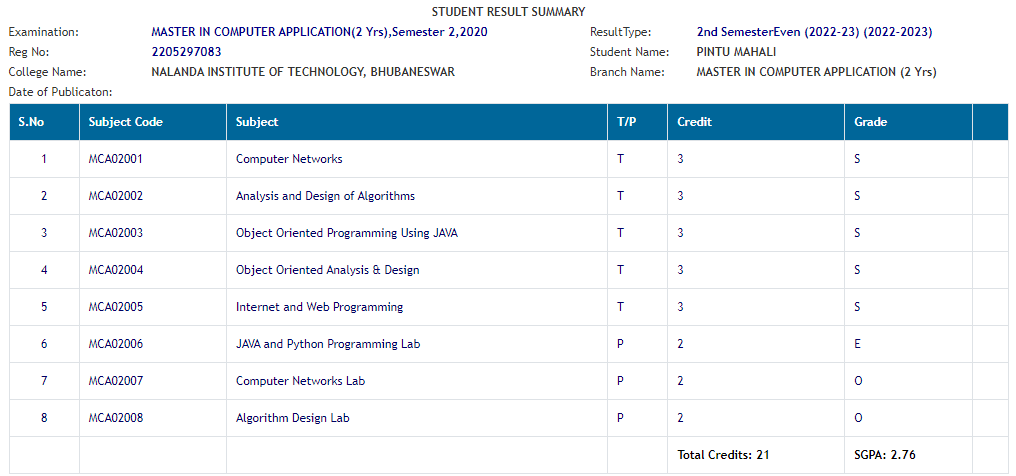 STUDENT RESULT SUMMARY
Examination: MASTER IN COMPUTER APPLICATION(2 Yrs),Semester 2,2020 ResultType: 2nd SemesterEven (2022-23) (2022-2023)
Reg No: 2205297083 Student Name: PINTU MAHALI
College Name: NALANDA INSTITUTE OF TECHNOLOGY, BHUBANESWAR Branch Name: MASTER IN COMPUTER APPLICATION (2 Yrs)
Date of Publicaton:
S.No Subject Code Subject T/P Credit Grade
1 MCA02001 Computer Networks T 3 S
2 MCA02002 Analysis and Design of Algorithms T 3 S
3 MCA02003 Object Oriented Programming Using JAVA T 3 S
4 MCA02004 Object Oriented Analysis & Design T 3 S
5 MCA02005 Internet and Web Programming T 3 S
6 MCA02006 JAVA and Python Programming Lab P 2 E
7 MCA02007 Computer Networks Lab P 2 O
8 MCA02008 Algorithm Design Lab P 2 O
Total Credits: 21 SGPA: 2.76